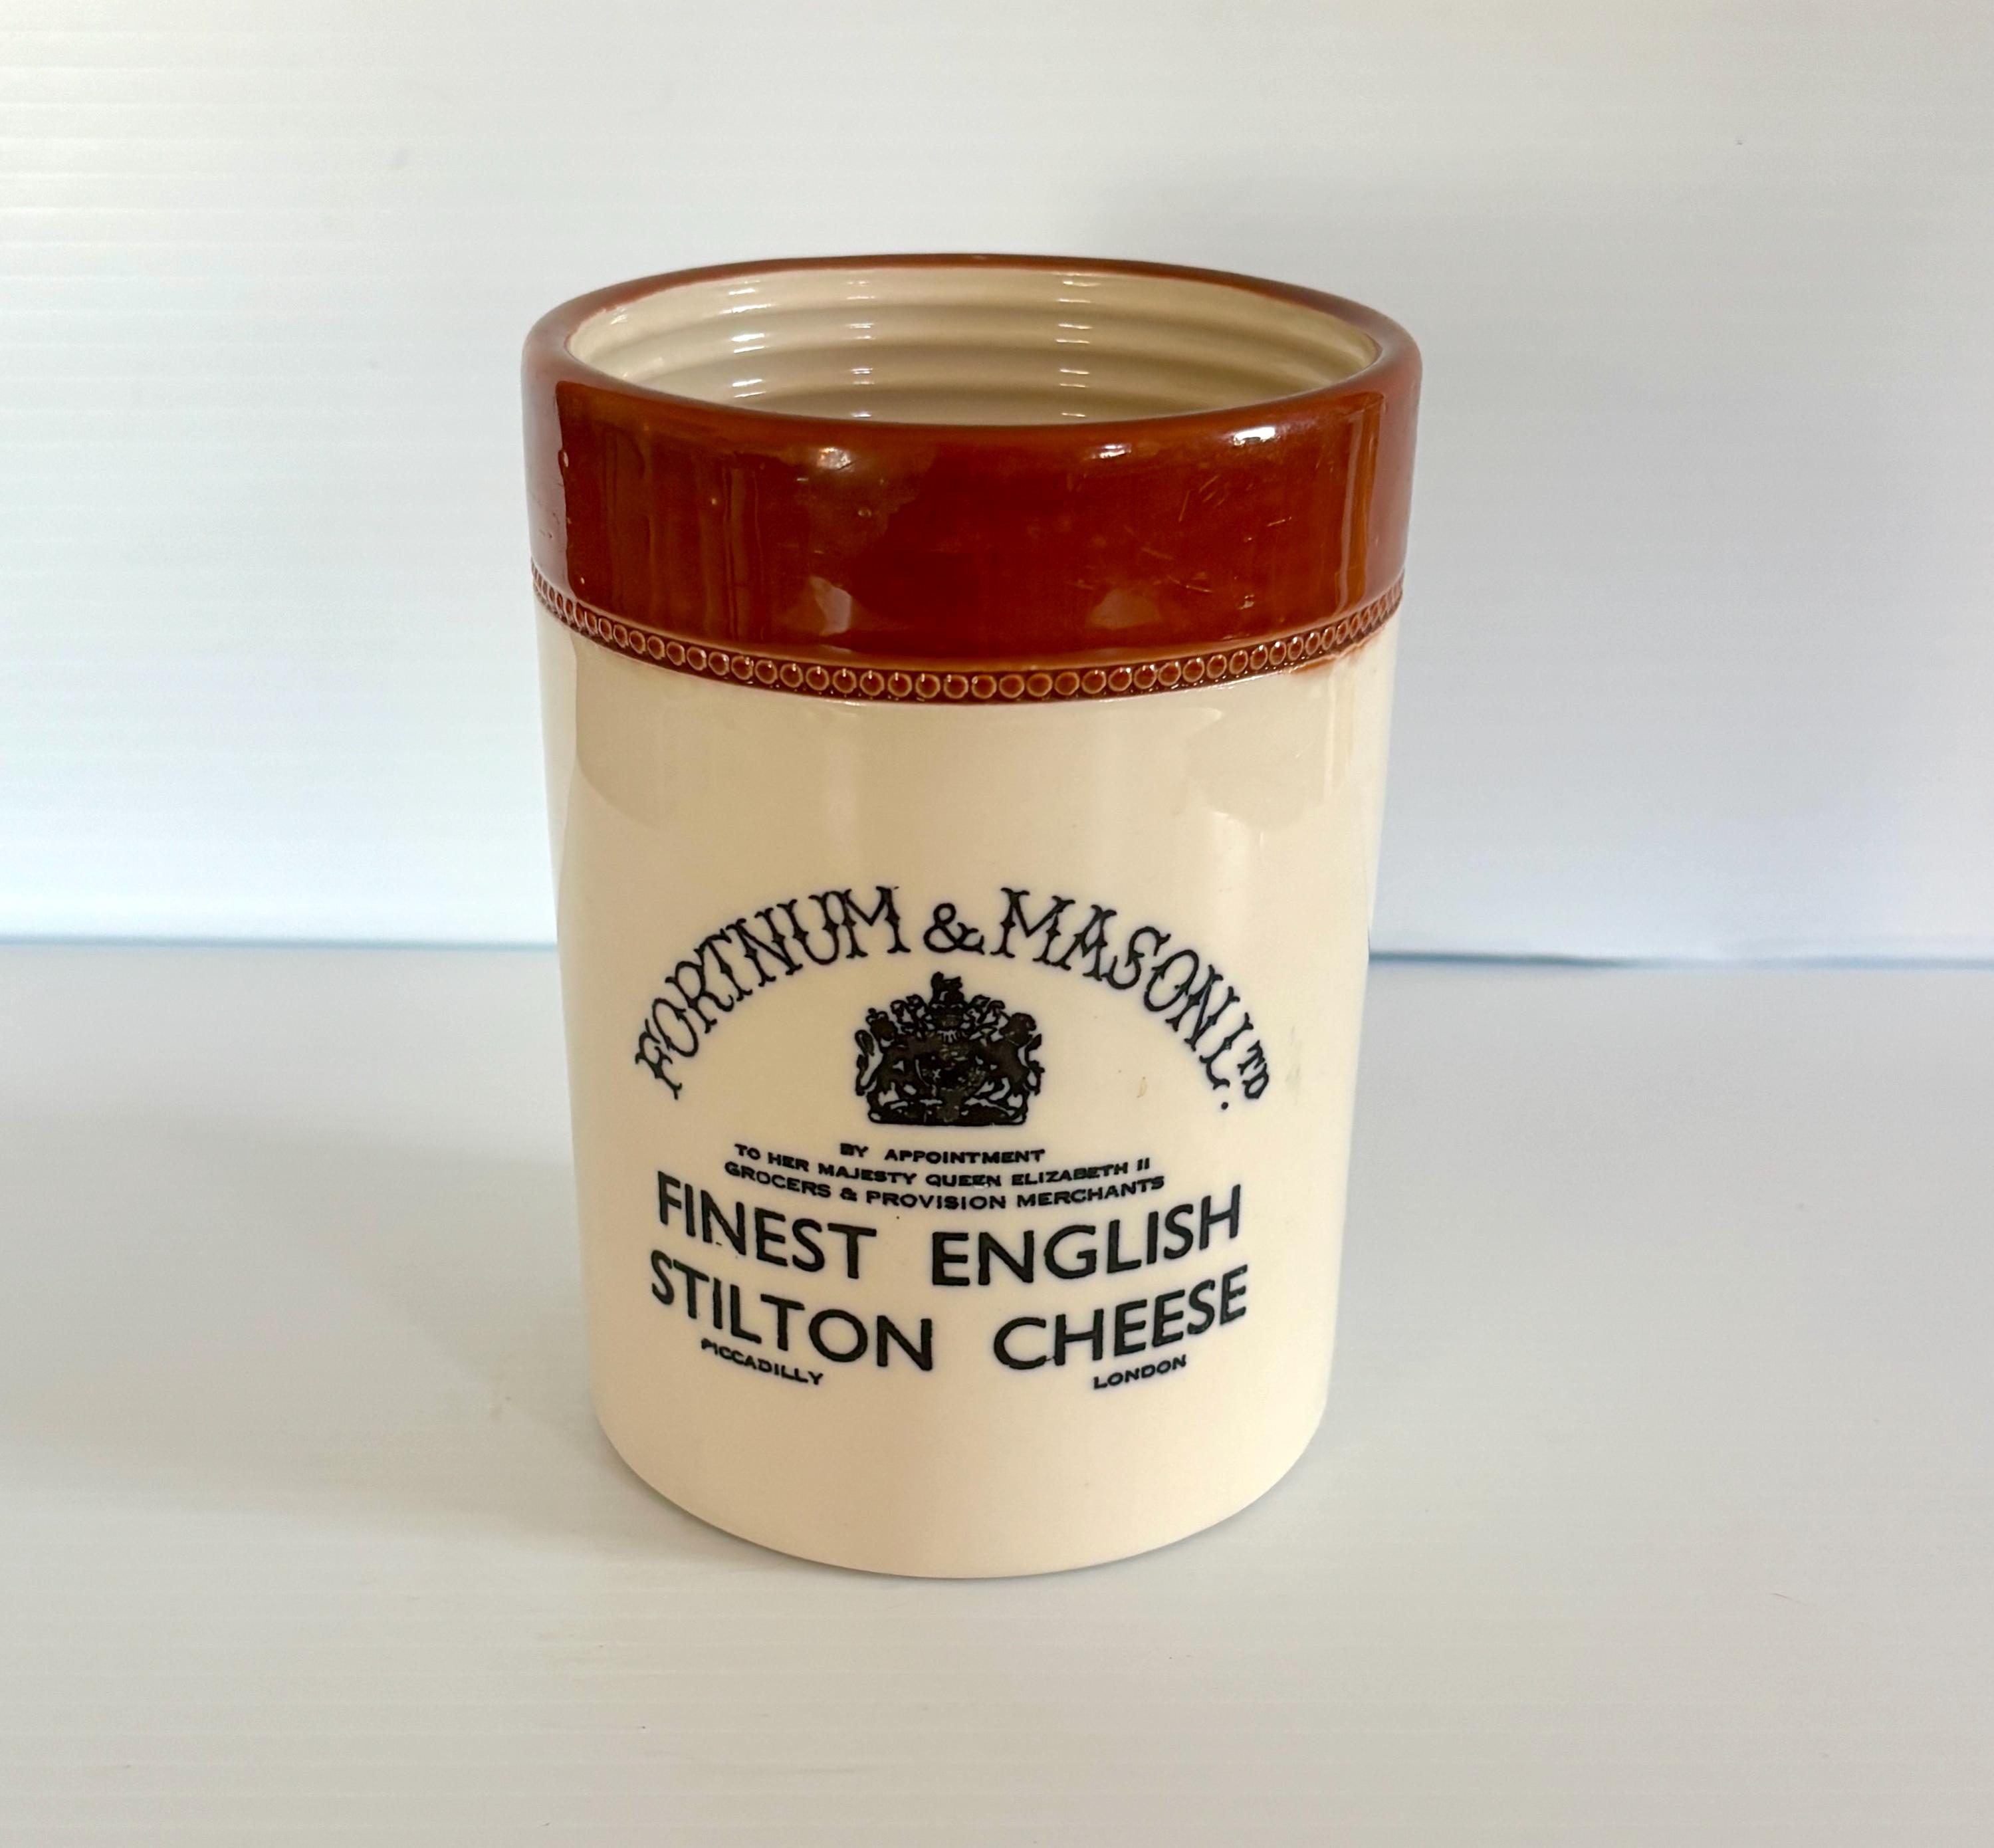 FORTNUM & MASON LTD.
BY APPOINTMENT
TO HER MAJESTY QUEEN ELIZABETH II
GROCERS & PROVISION MERCHANTS
FINEST ENGLISH
STILTON CHEESE
PICCADILLY LONDON